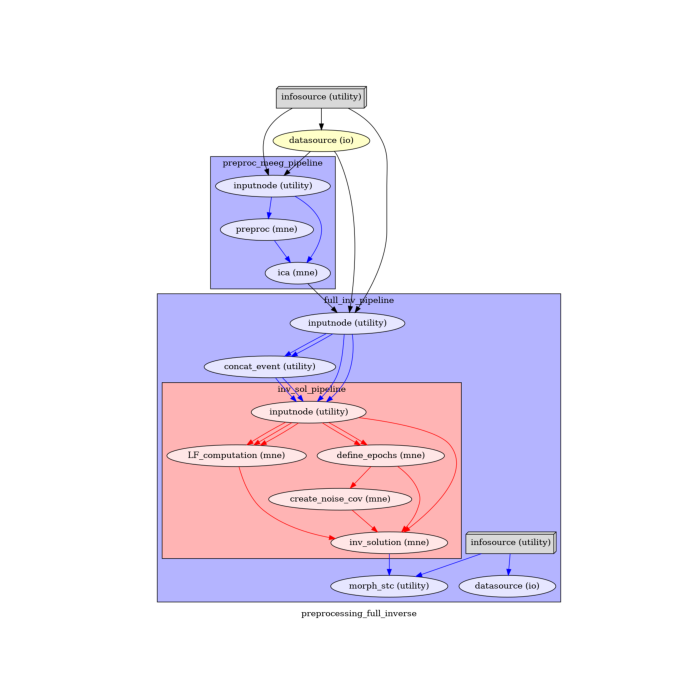 infosource (utility)
datasource (io)
preproc_meeg_pipeline
inputnode (utility)
preproc (mne)
ica (mne)
full_inv_pipeline
inputnode (utility)
concat_event (utility)
inv_sol_pipeline
inputnode (utility)
LF_computation (mne)
define_epochs (mne)
create_noise_cov (mne)
inv_solution (mne)
infosource (utility)
morph_stc (utility)
datasource (io)
preprocessing_full_inverse